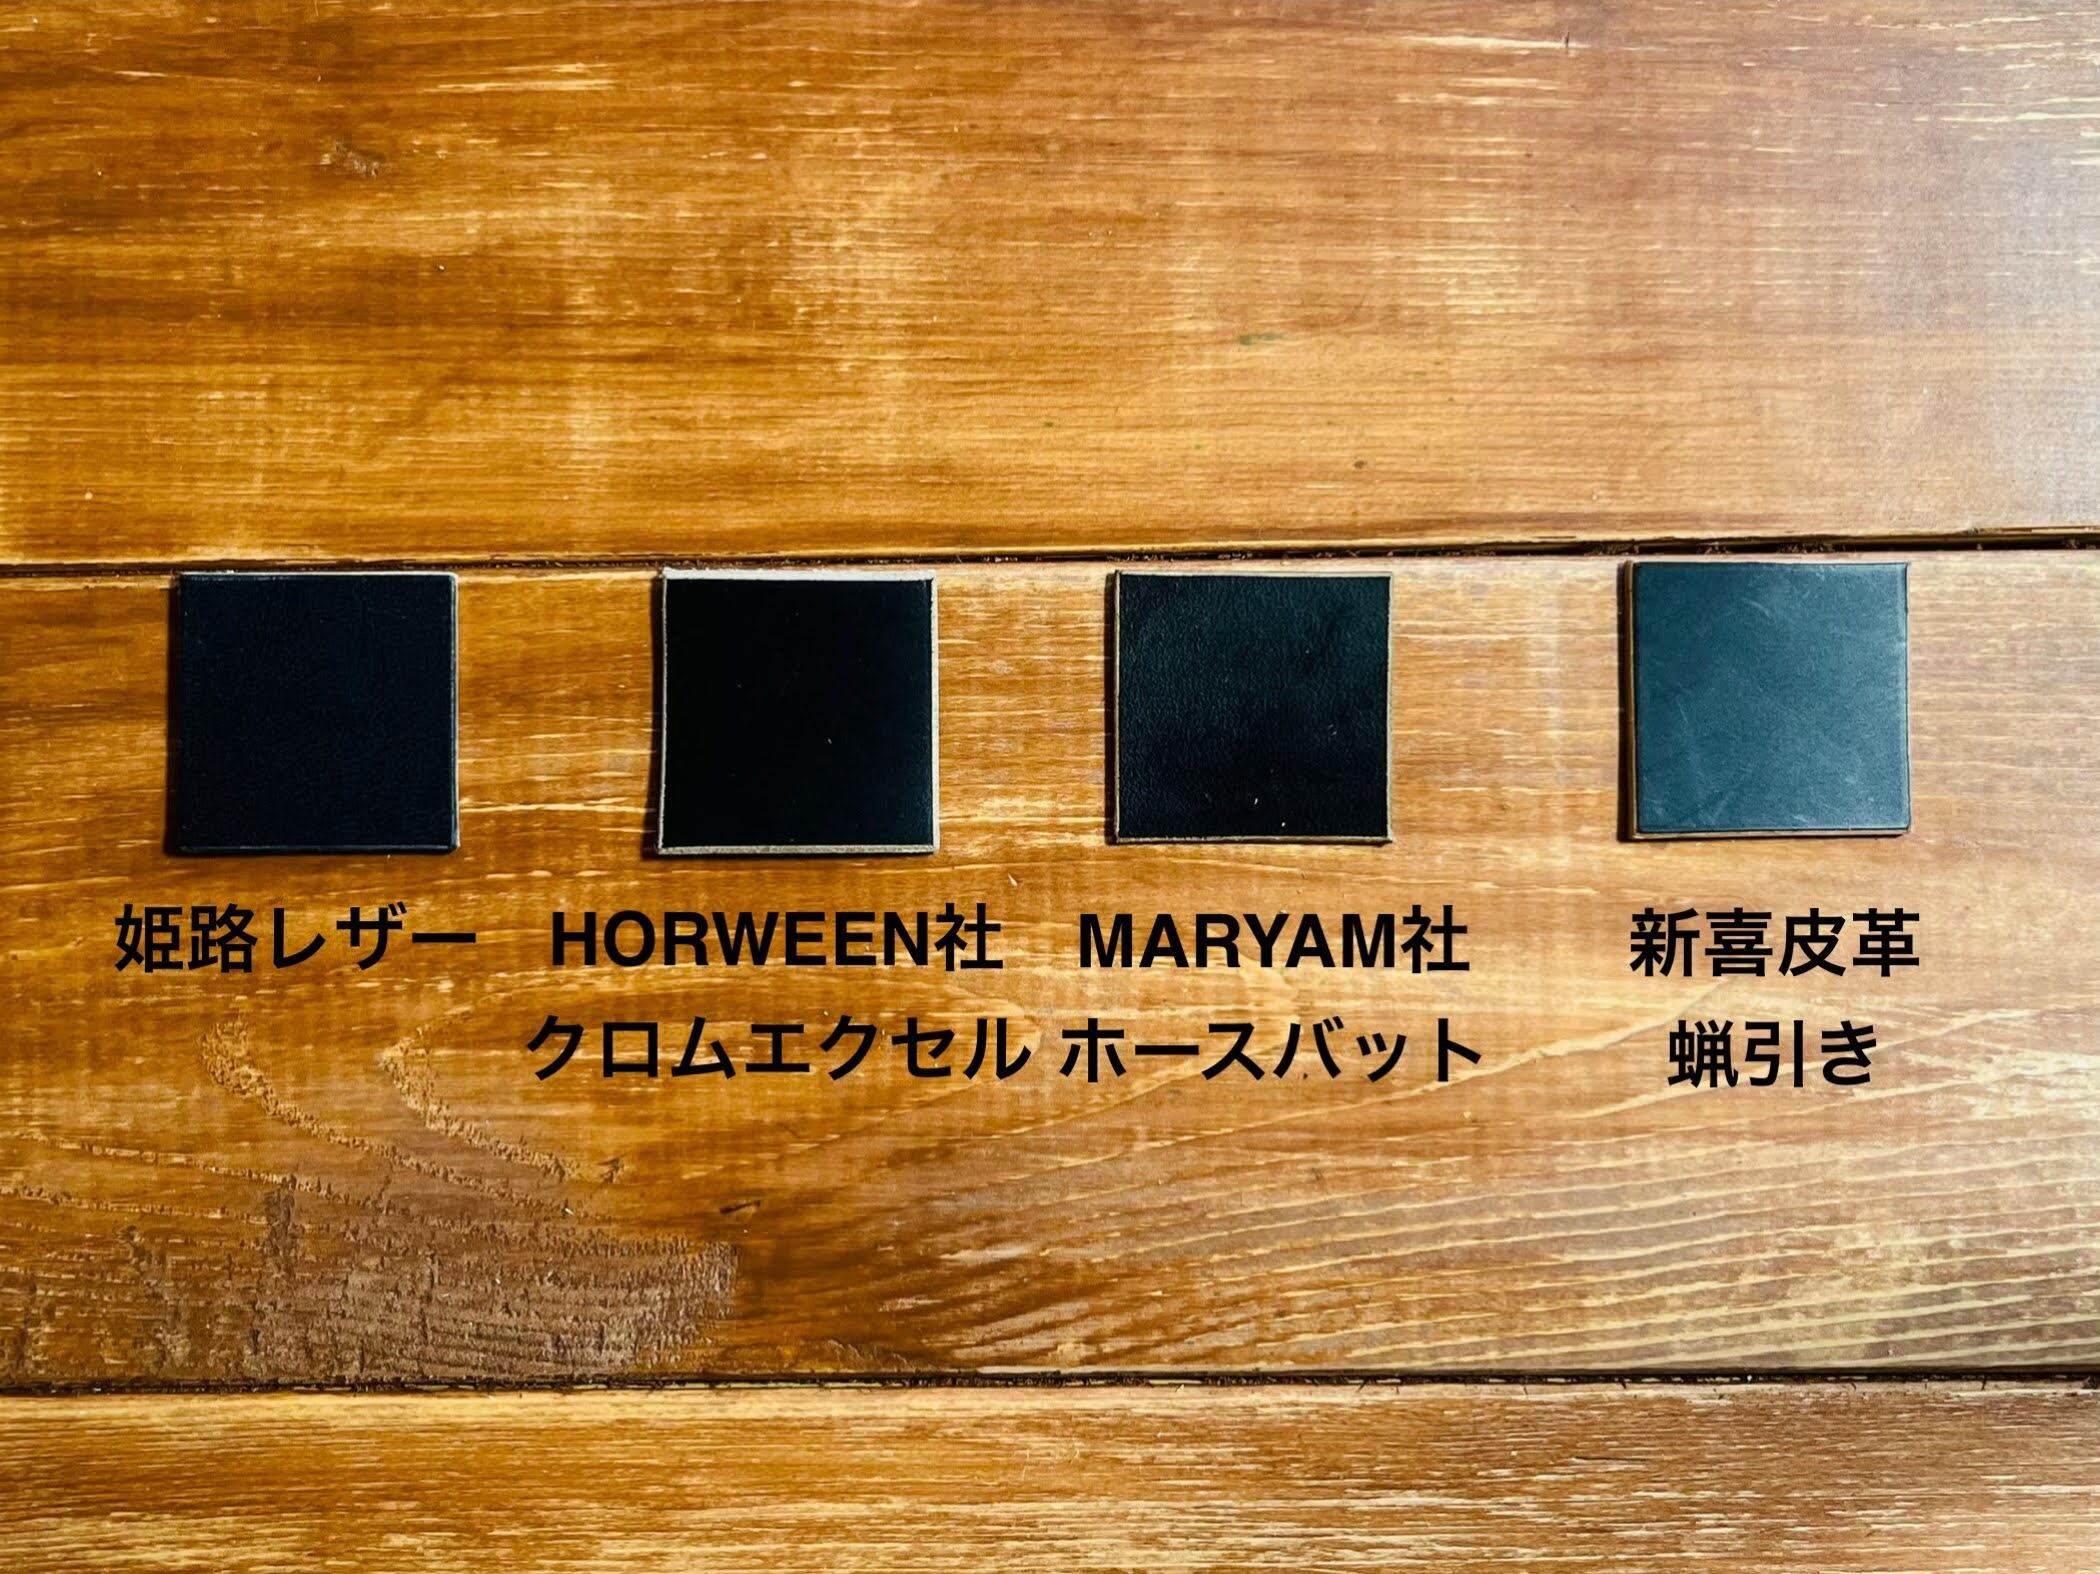 姫路レザー
HORWEEN社
クロムエクセル
MARYAM社
ホースバット
新喜皮革
蝋引き